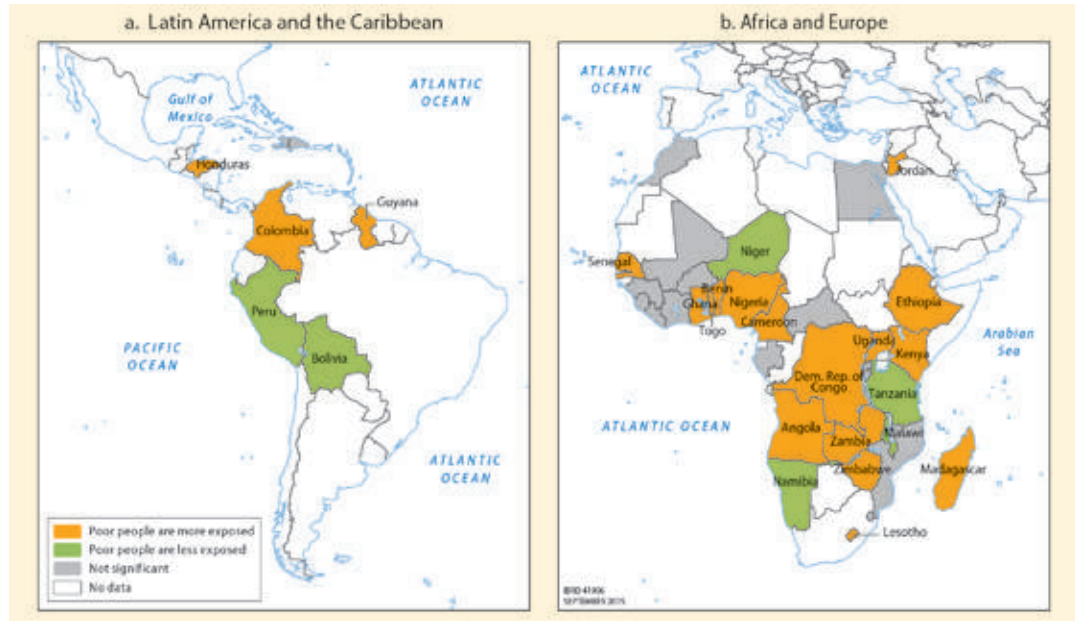 a. Latin America and the Caribbean
ATLANTIC
OCEAN
Gulf of
Mexico
Honduras
Guyana
Colombia
Peru
Bolivia
PACIFIC
OCEAN
ATLANTIC
OCEAN
Poor people are more exposed
Poor people are less exposed
Not significant
No data
b. Africa and Europe
ATLANTIC
OCEAN
Jordan
Niger
Senegal
Benin
Ghana
Nigeria
Togo
Cameroon
Ethiopia
Uganda
Kenya
Arabian
Sea
Dem. Rep. of
Congo
Tanzania
ATLANTIC OCEAN
Angola
Zambia
Malawi
Zimbabwe
Madagascar
Namibia
Lesotho
IBRD
SEPTEMBER 2015